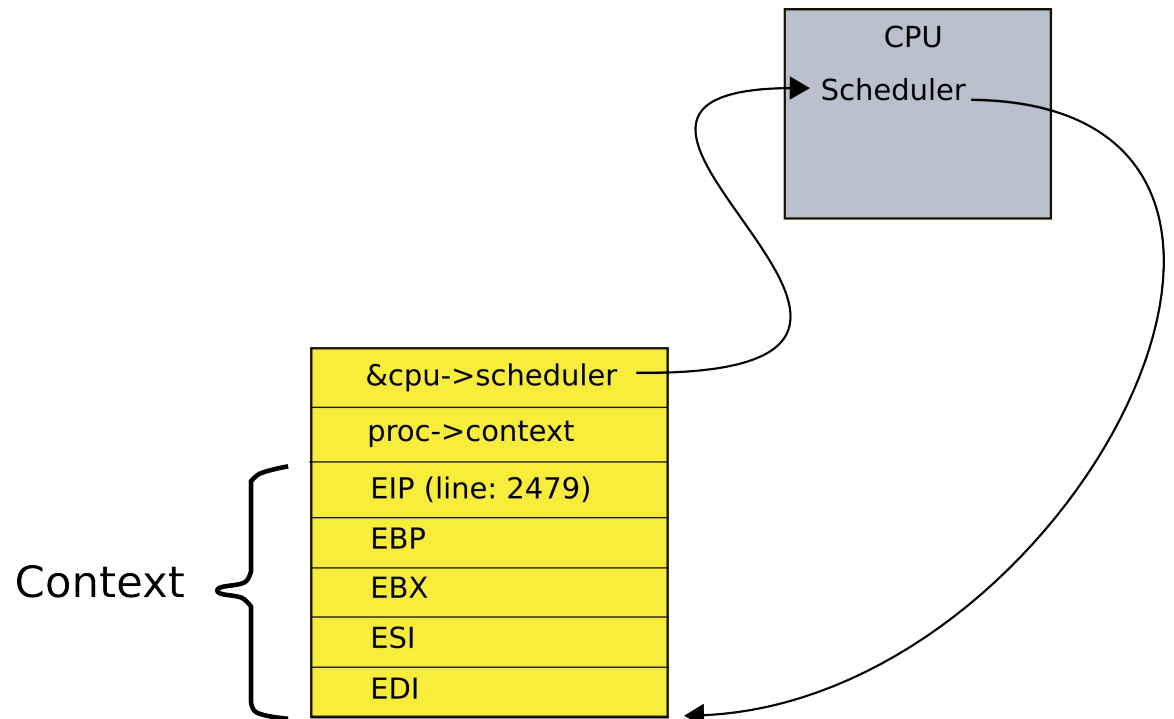 CPU
Scheduler
&cpu->scheduler
proc->context
EIP (line: 2479)
EBP
EBX
ESI
EDI
Context